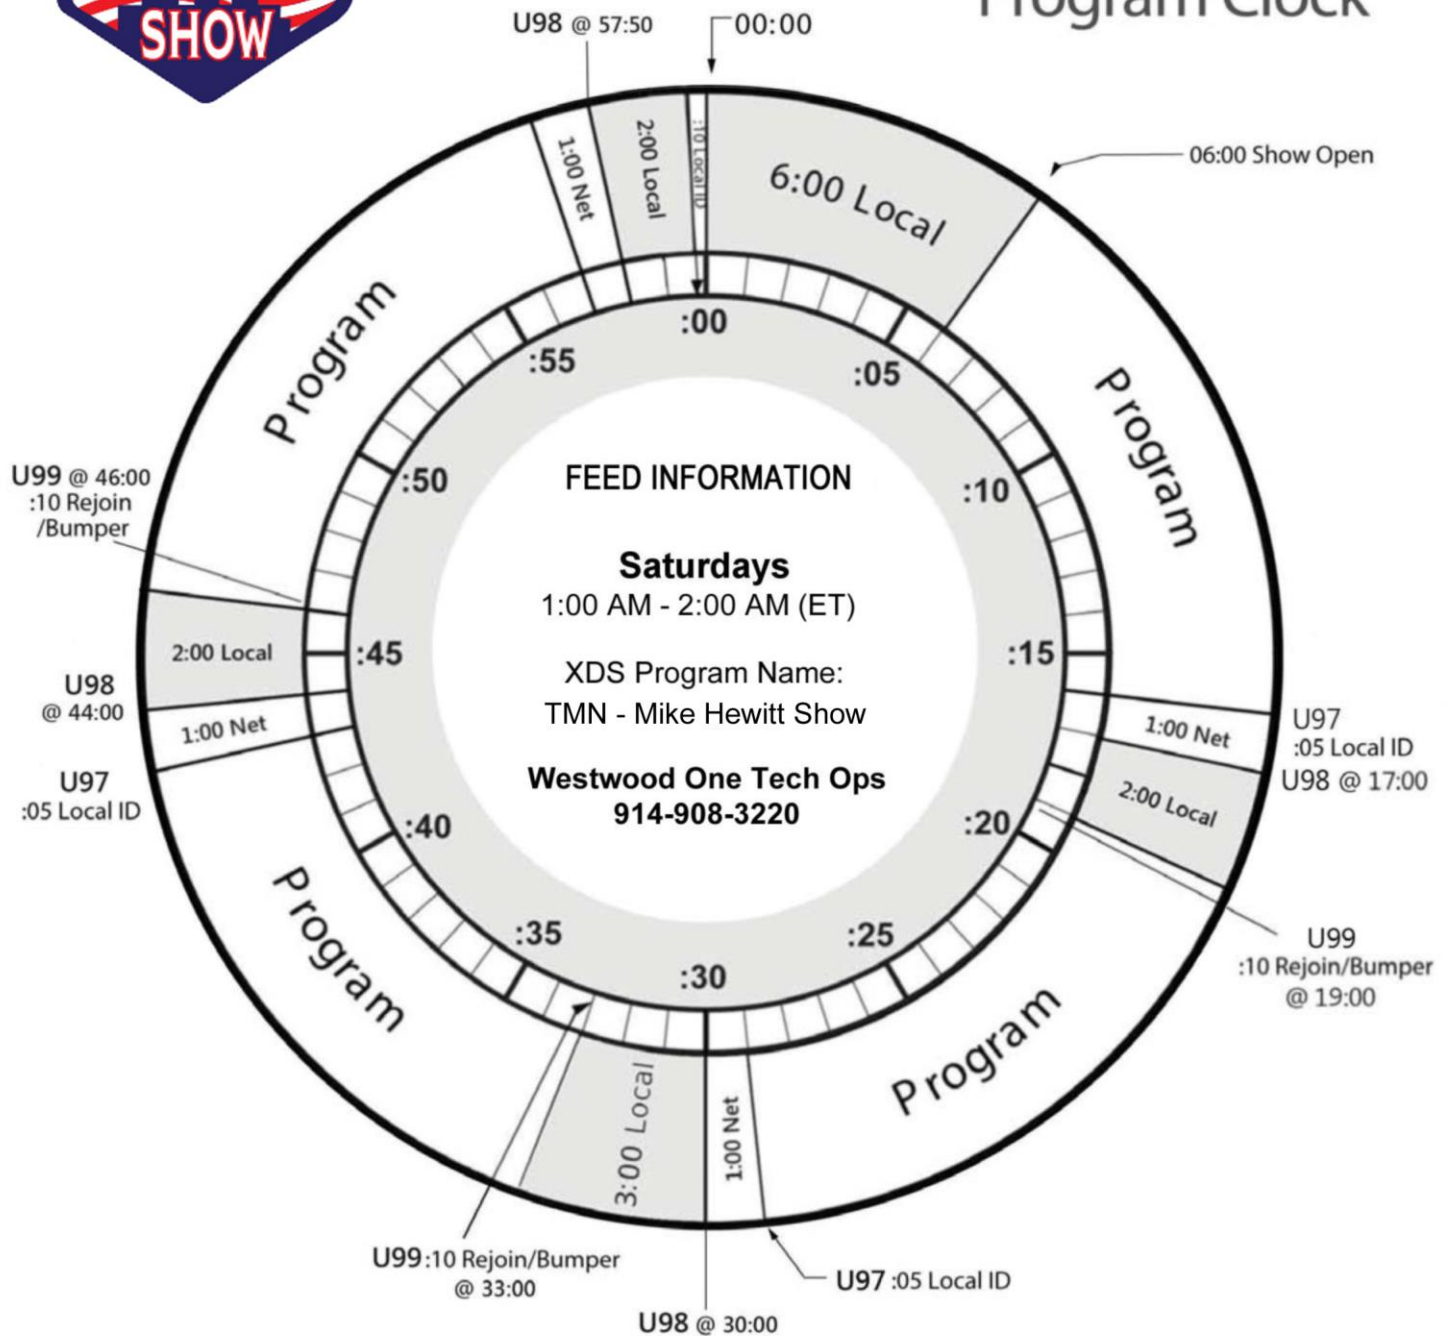 SHOW
Program Clock
U98 @ 57:50
00:00
06:00 Show Open
1:00 Net
2:00 Local
:10 Local ID
6:00 Local
Program
Program
:00
:05
:10
:15
:20
:25
:30
:35
:40
:45
:50
:55
FEED INFORMATION
Saturdays
1:00 AM - 2:00 AM (ET)
XDS Program Name:
TMN - Mike Hewitt Show
Westwood One Tech Ops
914-908-3220
U99 @ 46:00
:10 Rejoin
/Bumper
2:00 Local
U98
@ 44:00
1:00 Net
U97
:05 Local ID
1:00 Net
U97
:05 Local ID
U98 @ 17:00
2:00 Local
U99
:10 Rejoin/Bumper
@ 19:00
Program
Program
3:00 Local
1:00 Net
U99 :10 Rejoin/Bumper
@ 33:00
U97 :05 Local ID
U98 @ 30:00